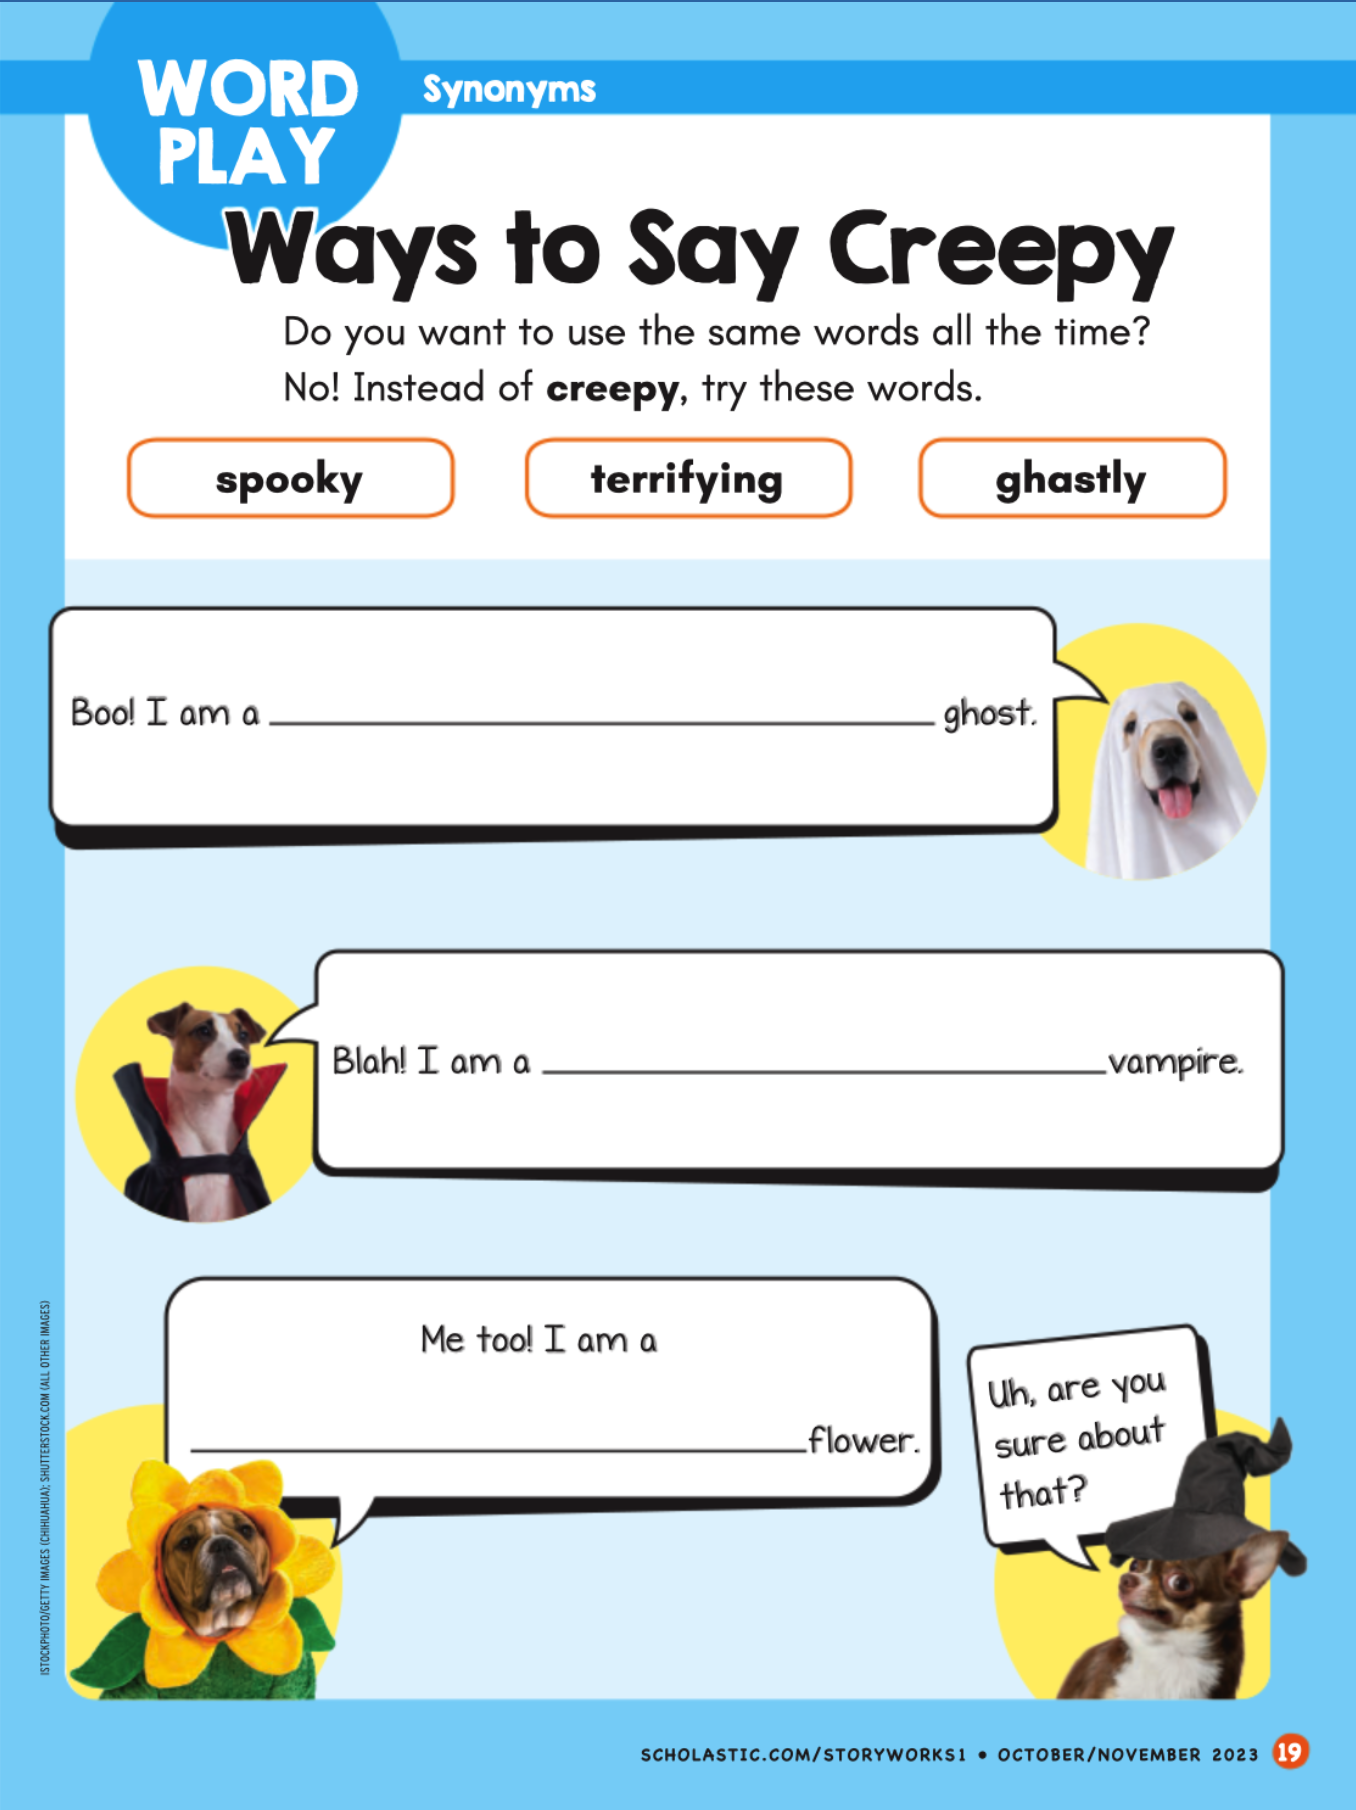 WORD
PLAY
Synonyms
Ways to Say Creepy
Do you want to use the same words all the time?
No! Instead of creepy, try these words.
spooky
terrifying
ghastly
Boo! I am a ______ ghost.
Blah! I am a ______ vampire.
Me too! I am a
______ flower.
Uh, are you
sure about
that?
ISTOCKPHOTO/GETTY IMAGES (CHIHUAHUA); SHUTTERSTOCK.COM (ALL OTHER IMAGES)
SCHOLASTIC.COM/STORYWORKS1 • OCTOBER/NOVEMBER 2023 19